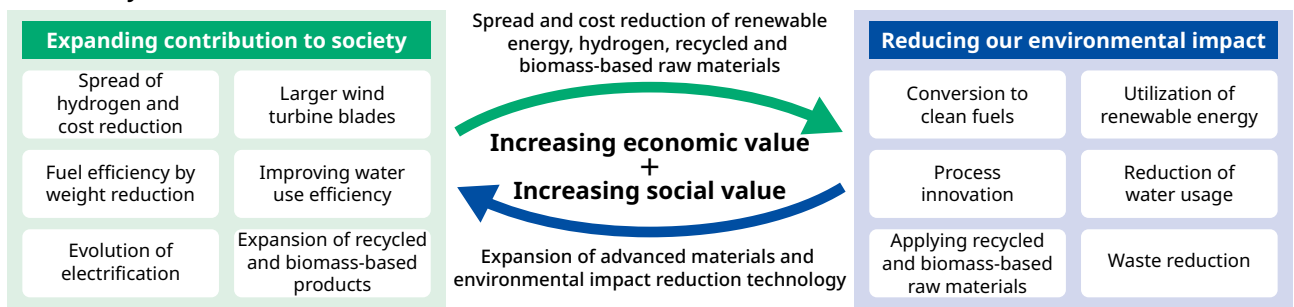 Expanding contribution to society
Spread of
hydrogen and
cost reduction
Larger wind
turbine blades
Fuel efficiency by
weight reduction
Improving water
use efficiency
Evolution of
electrification
Expansion of recycled
and biomass-based
products
Spread and cost reduction of renewable
energy, hydrogen, recycled and
biomass-based raw materials
Increasing economic value
+
Increasing social value
Expansion of advanced materials and
environmental impact reduction technology
Reducing our environmental impact
Conversion to
clean fuels
Utilization of
renewable energy
Process
innovation
Reduction of
water usage
Applying recycled
and biomass-based
raw materials
Waste reduction